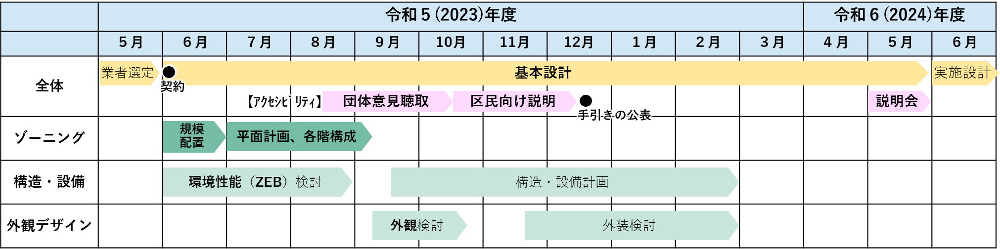 令和５(2023)年度
令和６(2024)年度
５月
６月
７月
８月
９月
10月
11月
12月
１月
２月
３月
４月
５月
６月
全体
業者選定
契約
基本設計
実施設計
【ｱｸｾｼﾋﾞﾘﾃｨ】
団体意見聴取
区民向け説明
手引きの公表
説明会
ゾーニング
規模
配置
平面計画、各階構成
構造・設備
環境性能（ZEB）検討
構造・設備計画
外観デザイン
外観検討
外装検討